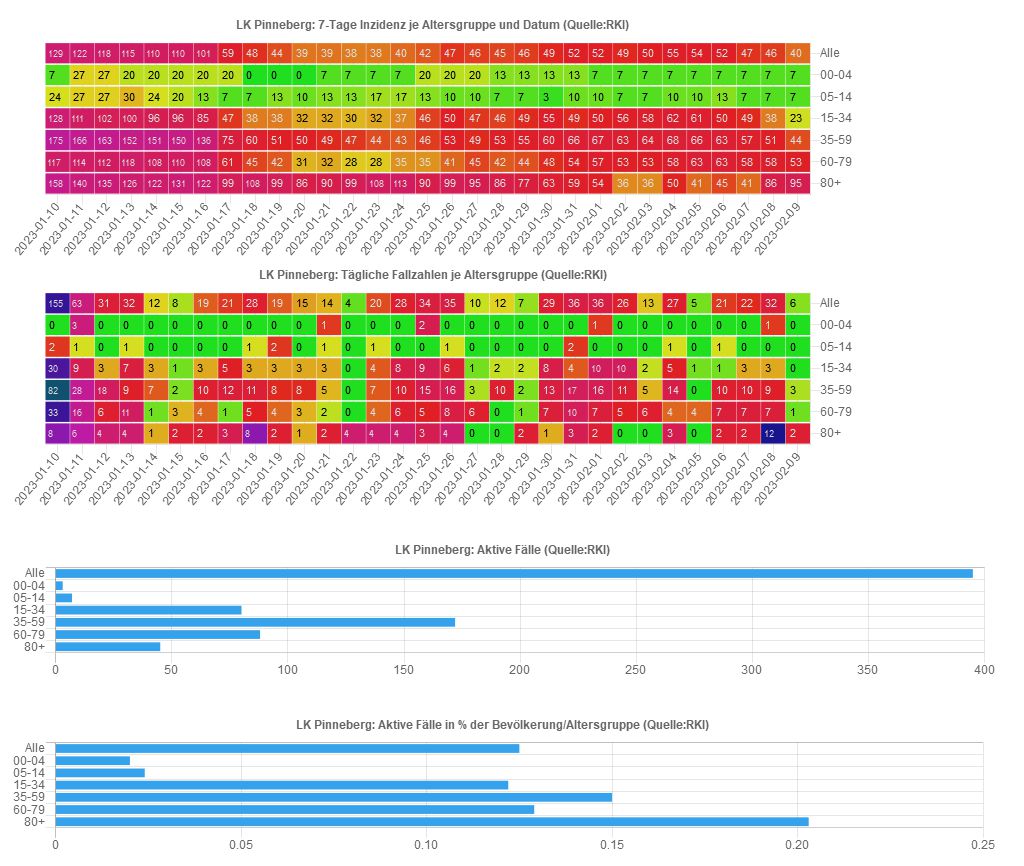 LK Pinneberg: 7-Tage Inzidenz je Altersgruppe und Datum (Quelle:RKI)
129 122 118 115 110 110 101 59 48 44 39 39 38 38 40 42 47 46 45 46 49 52 52 49 50 55 54 52 47 46 40 Alle
7 27 27 20 20 20 20 20 0 0 0 7 7 7 7 20 20 20 13 13 13 13 7 7 7 7 7 7 7 7 7 00-04
24 27 27 30 24 20 13 7 7 13 10 13 13 17 17 13 10 10 7 10 3 10 10 7 7 10 10 13 7 7 7 05-14
128 111 102 100 96 96 85 47 38 38 32 32 30 32 37 46 50 47 46 49 55 49 50 56 58 62 61 50 49 38 23 15-34
175 166 163 152 151 150 136 75 60 51 50 49 47 44 43 46 53 49 53 55 60 66 67 63 64 66 68 63 57 51 44 35-59
117 114 112 118 108 110 108 61 45 42 31 32 28 28 35 35 41 45 42 44 48 54 57 53 53 58 63 63 58 58 53 60-79
158 140 135 126 122 131 122 99 108 99 86 90 99 108 113 90 99 95 86 77 63 59 54 36 36 50 41 45 41 86 95 80+
2023-01-10 2023-01-11 2023-01-12 2023-01-13 2023-01-14 2023-01-15 2023-01-16 2023-01-17 2023-01-18 2023-01-19 2023-01-20 2023-01-21 2023-01-22 2023-01-23 2023-01-24 2023-01-25 2023-01-26 2023-01-27 2023-01-28 2023-01-29 2023-01-30 2023-01-31 2023-02-01 2023-02-02 2023-02-03 2023-02-04 2023-02-05 2023-02-06 2023-02-07 2023-02-08 2023-02-09
LK Pinneberg: Tägliche Fallzahlen je Altersgruppe (Quelle:RKI)
155 63 31 32 12 8 19 21 28 19 15 14 4 20 28 34 35 10 12 7 29 36 36 26 13 27 5 21 22 32 6 Alle
0 3 0 0 0 0 0 0 0 0 0 1 0 0 0 2 0 0 0 0 0 0 1 0 0 0 0 0 0 1 0 00-04
2 1 0 1 0 0 0 0 1 2 0 1 0 1 0 0 1 0 0 0 0 2 0 0 0 1 0 1 0 0 0 05-14
30 9 3 7 3 1 3 5 3 3 3 3 0 4 8 9 6 1 2 2 8 4 10 10 2 5 1 1 3 3 0 15-34
82 28 18 9 7 2 10 12 11 8 8 5 0 7 10 15 16 3 10 2 13 17 16 11 5 14 0 10 10 9 3 35-59
33 16 6 11 1 3 4 1 5 4 3 2 0 4 6 5 8 6 0 1 7 10 7 5 6 4 4 7 7 7 1 60-79
8 6 4 4 1 2 2 3 8 2 1 2 4 4 4 3 4 0 0 2 1 3 2 0 0 3 0 2 2 12 2 80+
2023-01-10 2023-01-11 2023-01-12 2023-01-13 2023-01-14 2023-01-15 2023-01-16 2023-01-17 2023-01-18 2023-01-19 2023-01-20 2023-01-21 2023-01-22 2023-01-23 2023-01-24 2023-01-25 2023-01-26 2023-01-27 2023-01-28 2023-01-29 2023-01-30 2023-01-31 2023-02-01 2023-02-02 2023-02-03 2023-02-04 2023-02-05 2023-02-06 2023-02-07 2023-02-08 2023-02-09
LK Pinneberg: Aktive Fälle (Quelle:RKI)
Alle
00-04
05-14
15-34
35-59
60-79
80+
0 50 100 150 200 250 300 350 400
LK Pinneberg: Aktive Fälle in % der Bevölkerung/Altersgruppe (Quelle:RKI)
Alle
00-04
05-14
15-34
35-59
60-79
80+
0 0.05 0.10 0.15 0.20 0.25